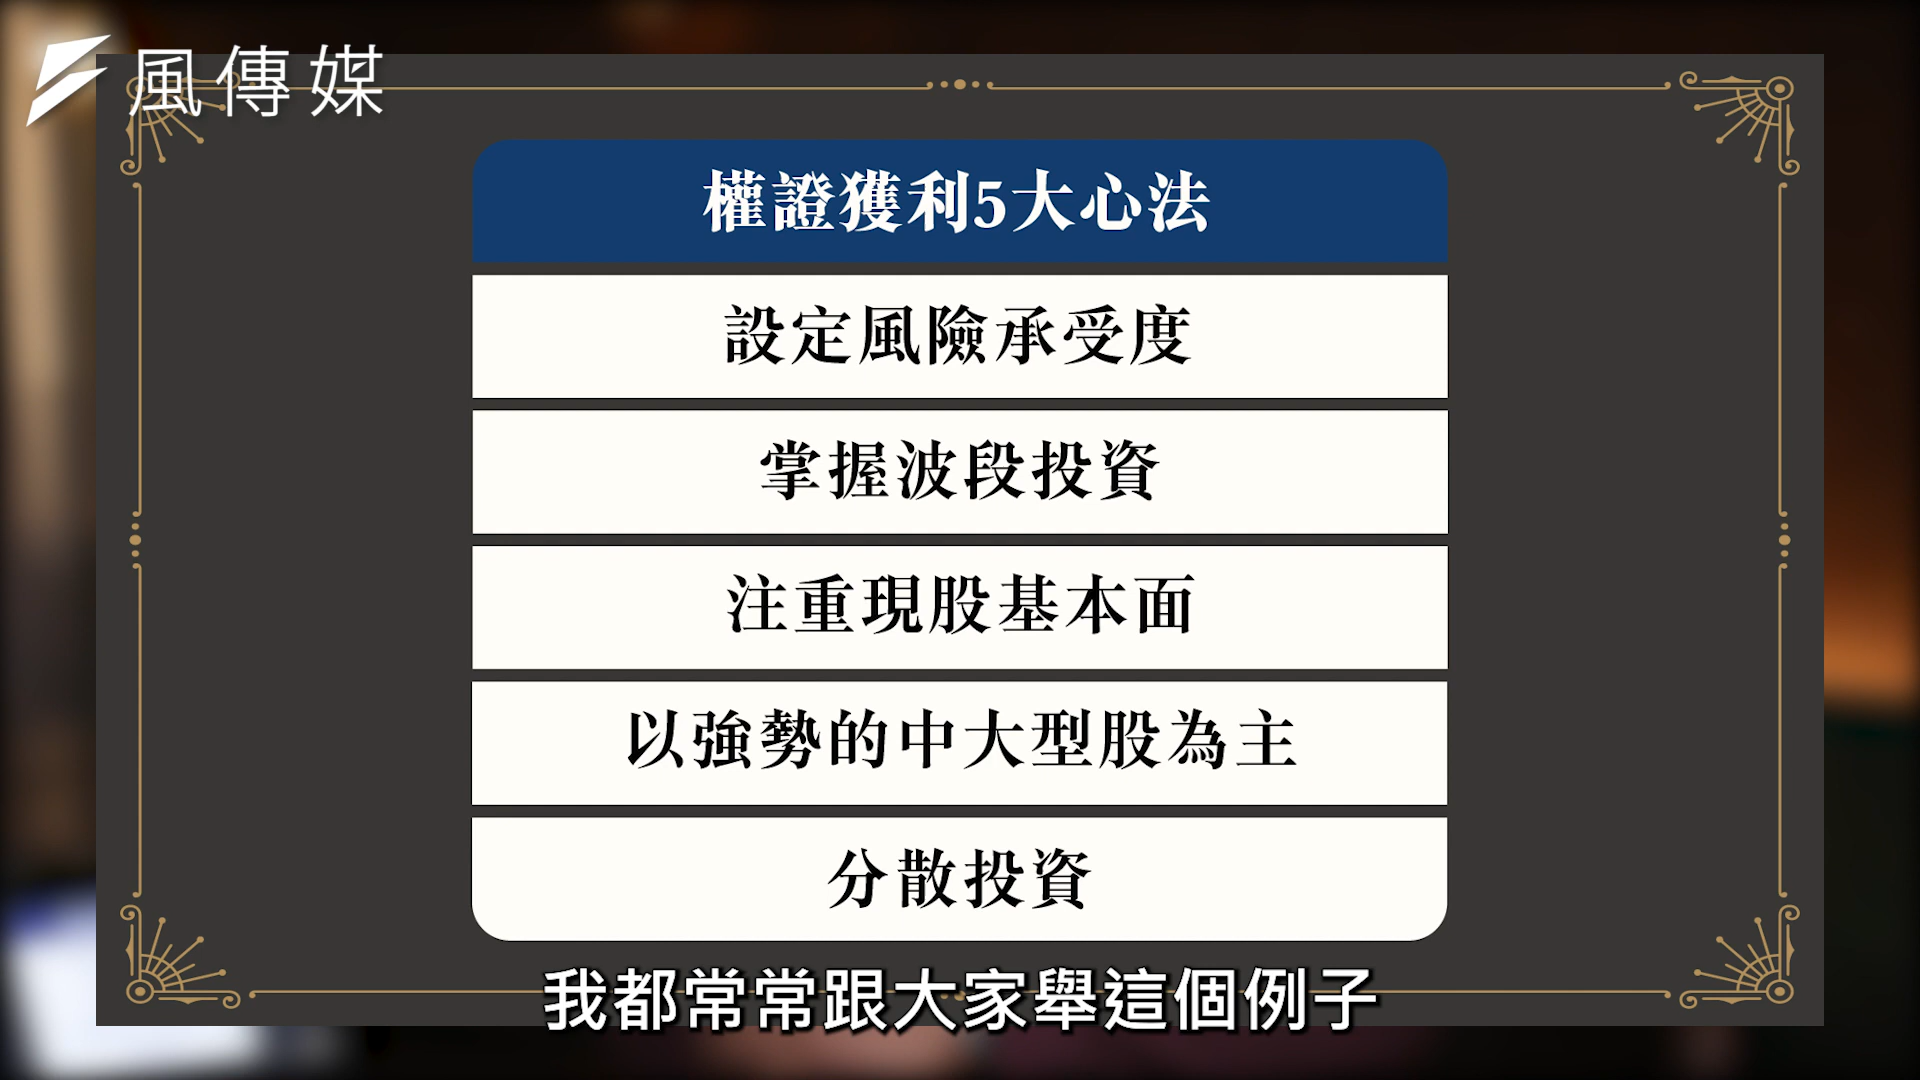 風傳媒
權證獲利5大心法
設定風險承受度
掌握波段投資
注重現股基本面
以強勢的中大型股為主
分散投資
我都常常跟大家舉這個例子